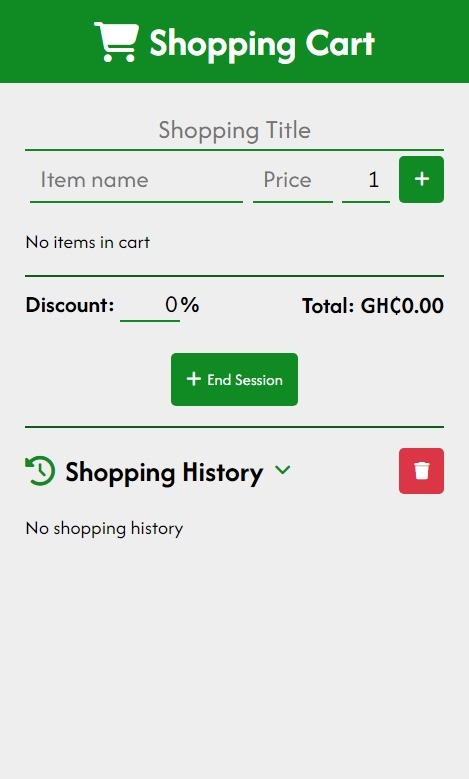 Shopping Cart
Shopping Title
Item name Price 1 +
No items in cart
Discount: 0% Total: GH₵0.00
+ End Session
Shopping History
No shopping history